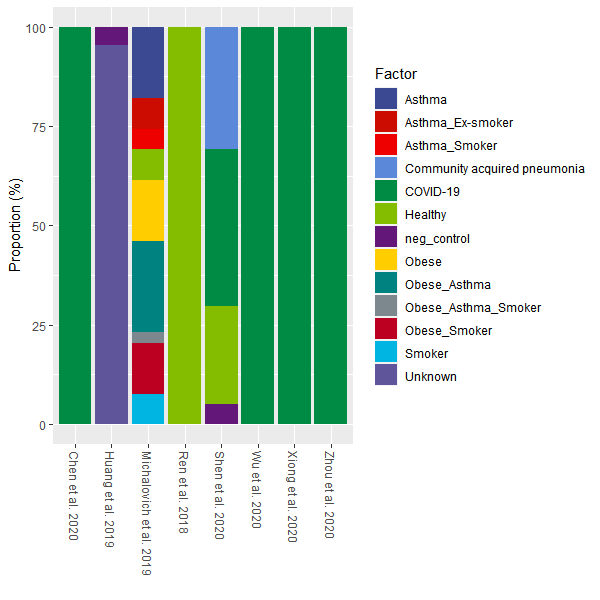 Proportion (%)
100
75
50
25
0
Chen et al. 2020
Huang et al. 2019
Michalovich et al. 2019
Ren et al. 2018
Shen et al. 2020
Wu et al. 2020
Xiong et al. 2020
Zhou et al. 2020
Factor
Asthma
Asthma_Ex-smoker
Asthma_Smoker
Community acquired pneumonia
COVID-19
Healthy
neg_control
Obese
Obese_Asthma
Obese_Asthma_Smoker
Obese_Smoker
Smoker
Unknown